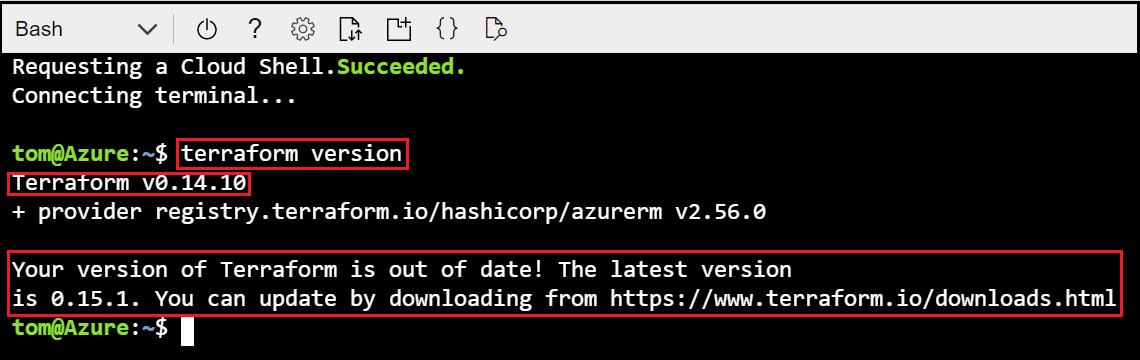 Bash
Requesting a Cloud Shell.Succeeded.
Connecting terminal...
tom@Azure:~$ terraform version
Terraform v0.14.10
+ provider registry.terraform.io/hashicorp/azurerm v2.56.0
Your version of Terraform is out of date! The latest version
is 0.15.1. You can update by downloading from https://www.terraform.io/downloads.html
tom@Azure:~$